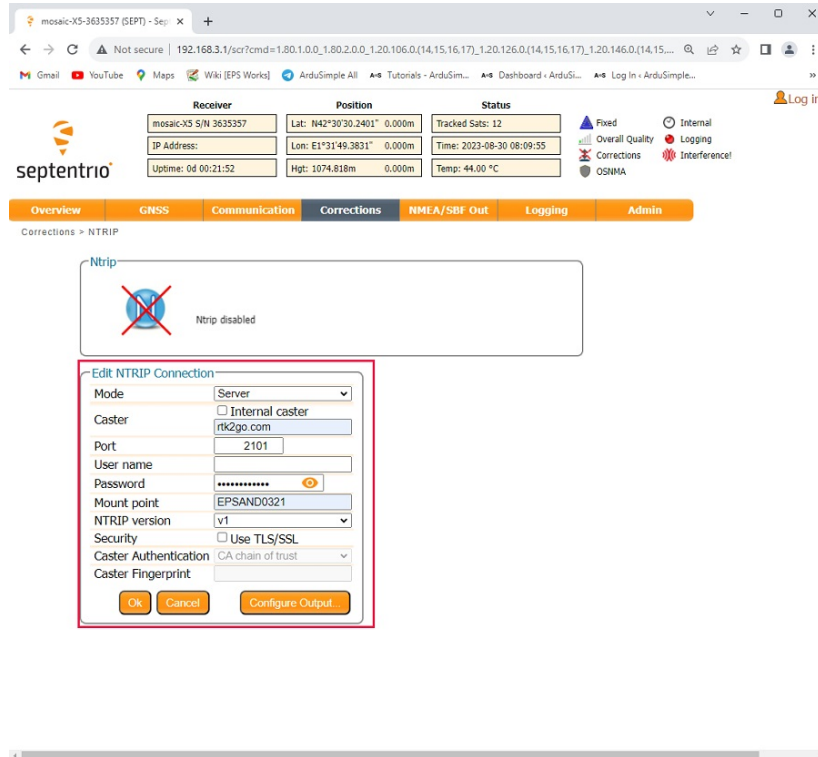 mosaic-X5-3635357 (SEPT) - Sep
Not secure | 192.168.3.1/scr?cmd=1.80.1.0.0_1.80.2.0.0_1.20.106.0.(14,15,16,17)_1.20.126.0.(14,15,16,17)_1.20.146.0.(14,15,...
Gmail YouTube Maps Wiki [EPS Works] ArduSimple All Tutorials - ArduSim... Dashboard ‹ ArduSi... Log In ‹ ArduSimple... »
Log in
Receiver Position Status
mosaic-X5 S/N 3635357 Lat: N42°30'30.2401" 0.000m Tracked Sats: 12 Fixed Internal
IP Address: Lon: E1°31'49.3831" 0.000m Time: 2023-08-30 08:09:55 Overall Quality Logging
Corrections Interference!
septentrio Uptime: 0d 00:21:52 Hgt: 1074.818m 0.000m Temp: 44.00 °C OSNMA
Overview GNSS Communication Corrections NMEA/SBF Out Logging Admin
Corrections > NTRIP
Ntrip
Ntrip disabled
Edit NTRIP Connection
Mode Server
Caster Internal caster
rtk2go.com
Port 2101
User name
Password ••••••••••••
Mount point EPSAND0321
NTRIP version v1
Security Use TLS/SSL
Caster Authentication CA chain of trust
Caster Fingerprint
Ok Cancel Configure Output...